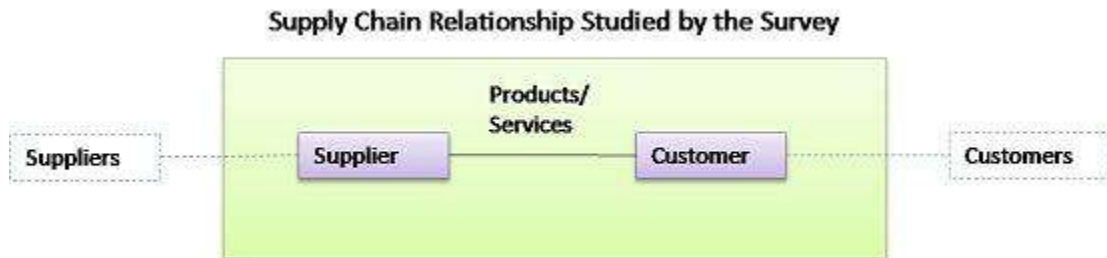 Supply Chain Relationship Studied by the Survey
Products/
Services
Suppliers
Supplier
Customer
Customers